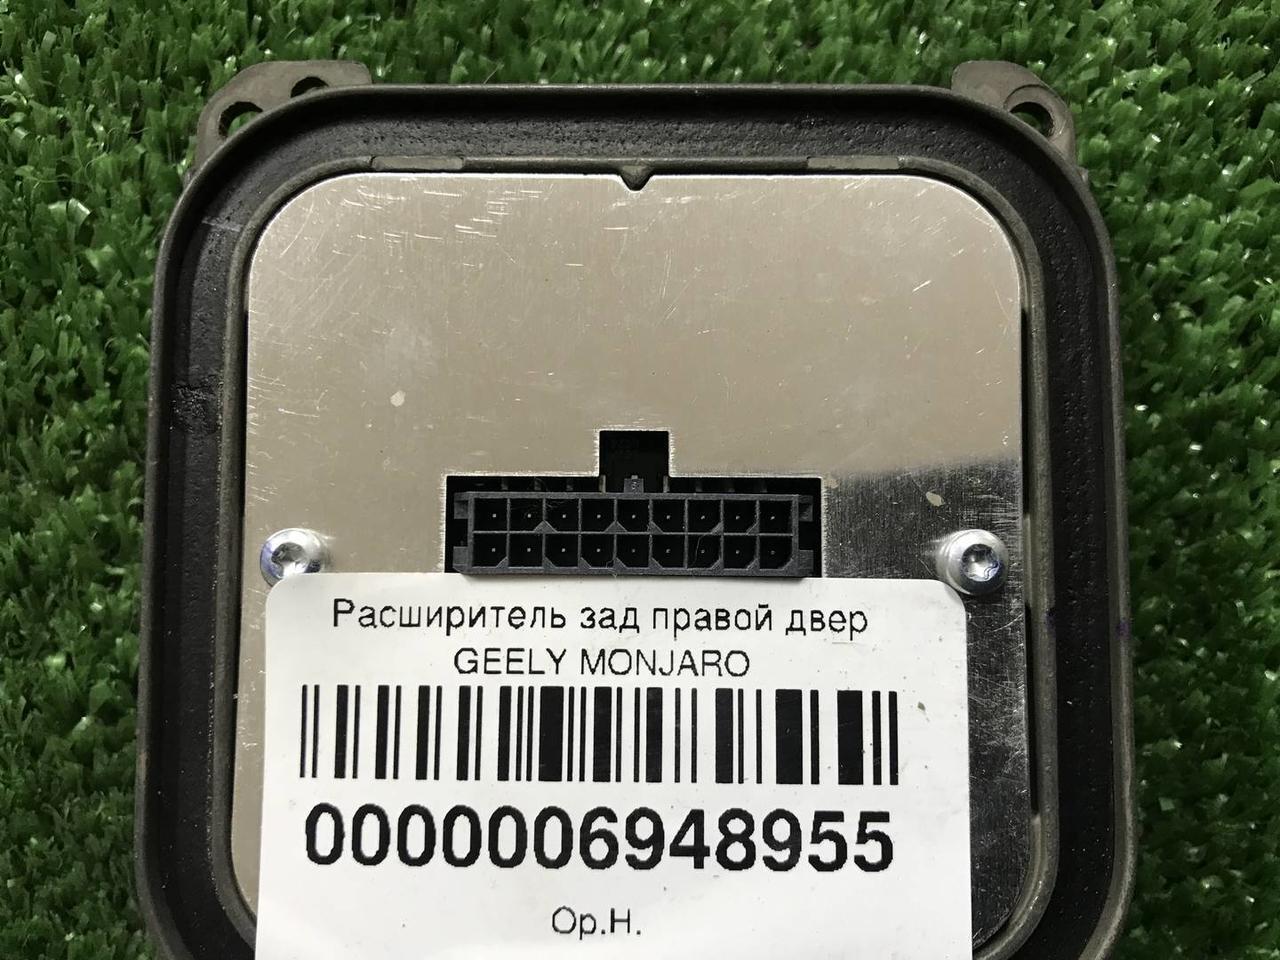 Расширитель зад правой двер
GEELY MONJARO
0000006948955
Ор.Н.